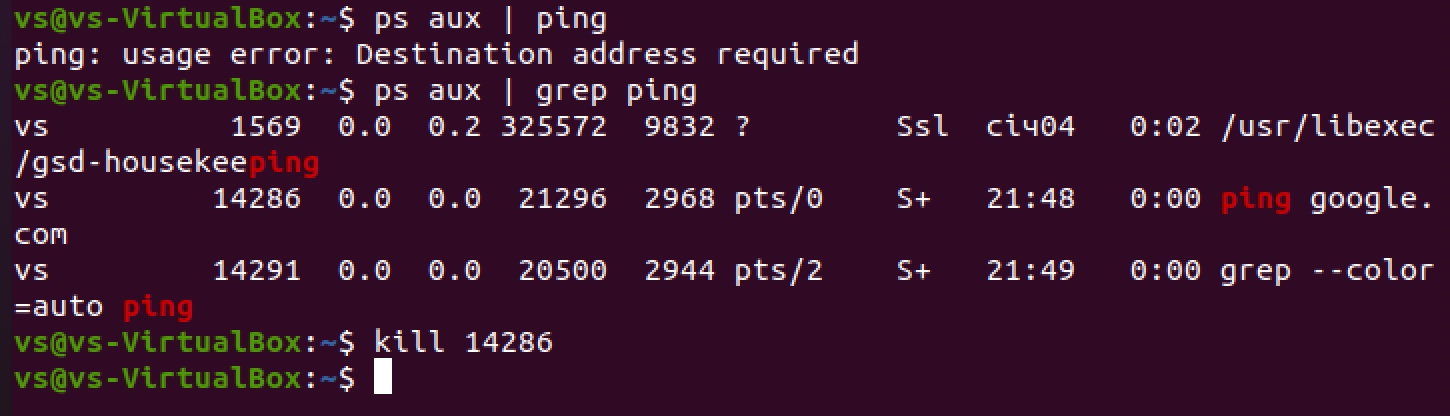 vs@vs-VirtualBox:~$ ps aux | ping
ping: usage error: Destination address required
vs@vs-VirtualBox:~$ ps aux | grep ping
vs          1569  0.0  0.2 325572  9832 ?        Ssl  січ04   0:02 /usr/libexec
/gsd-housekeeping
vs         14286  0.0  0.0  21296  2968 pts/0    S+   21:48   0:00 ping google.
com
vs         14291  0.0  0.0  20500  2944 pts/2    S+   21:49   0:00 grep --color
=auto ping
vs@vs-VirtualBox:~$ kill 14286
vs@vs-VirtualBox:~$